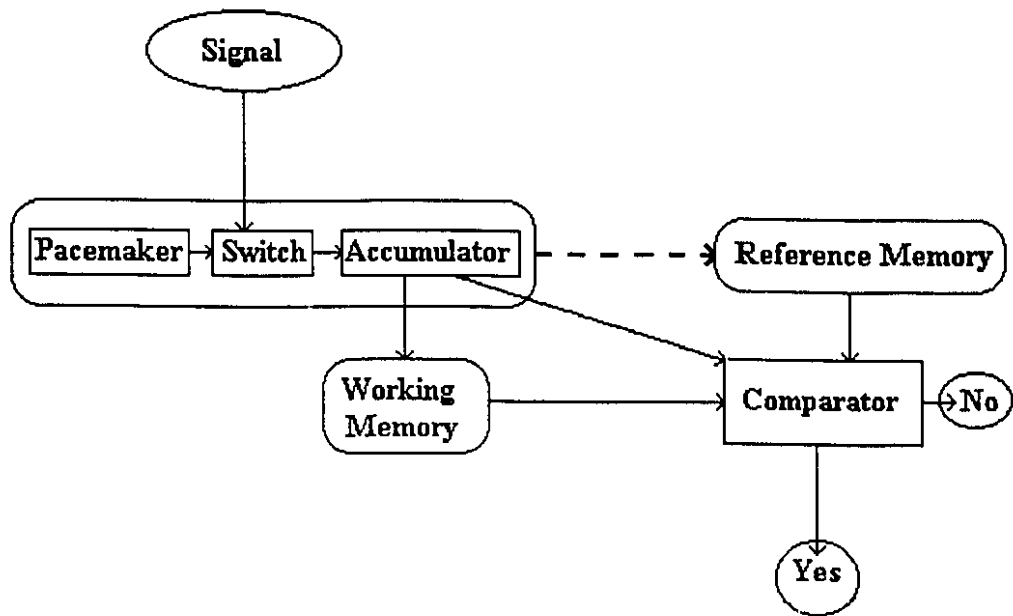 Signal
Pacemaker
Switch
Accumulator
Reference Memory
Working
Memory
Comparator
No
Yes